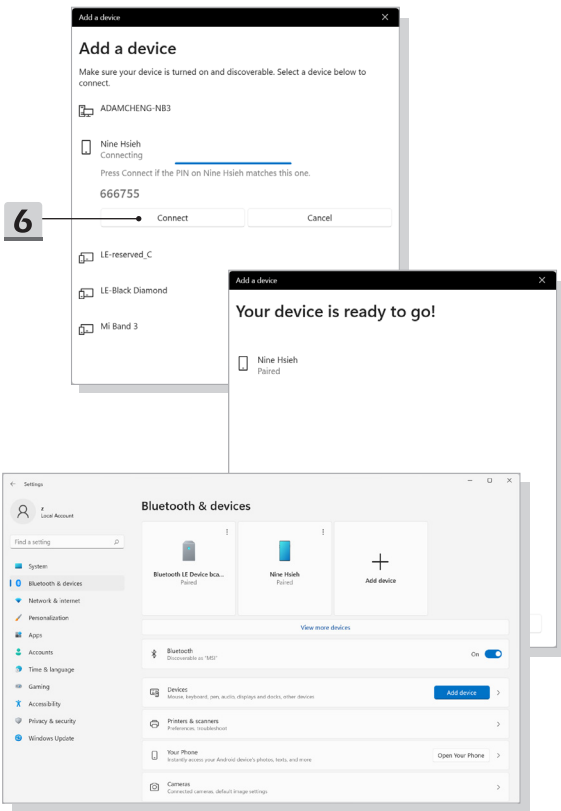 Add a device
Add a device
Make sure your device is turned on and discoverable. Select a device below to
connect.
ADAMCHENG-NB3
Nine Hsieh
Connecting
Press Connect if the PIN on Nine Hsieh matches this one.
666755
6
Connect
Cancel
LE-reserved_C
LE-Black Diamond
Mi Band 3
Add a device
Your device is ready to go!
Nine Hsieh
Paired
Settings
z
Local Account
Find a setting
System
Bluetooth & devices
Network & internet
Personalization
Apps
Accounts
Time & language
Gaming
Accessibility
Privacy & security
Windows Update
Bluetooth & devices
Bluetooth LE Device bca...
Paired
Nine Hsieh
Paired
Add device
View more devices
Bluetooth
Discoverable as "MSI"
On
Devices
Mouse, keyboard, pen, audio, displays and docks, other devices
Add device
Printers & scanners
Preferences, troubleshoot
Your Phone
Instantly access your Android device's photos, texts, and more
Open Your Phone
Cameras
Connected cameras, default image settings